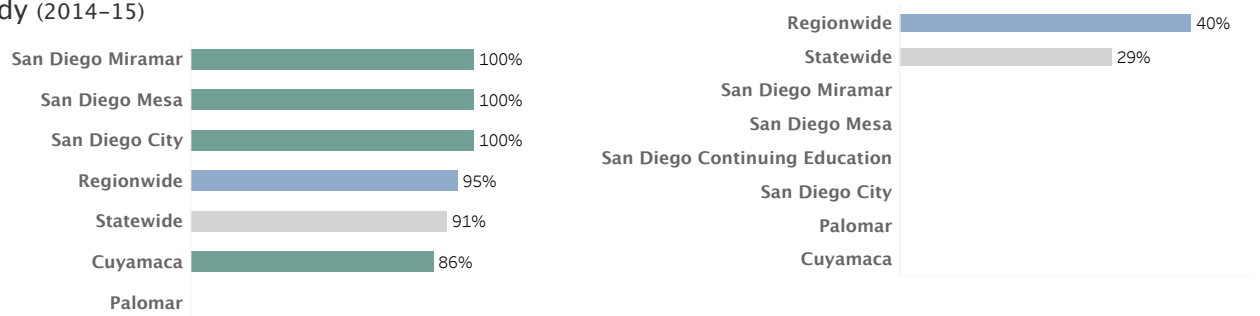 dy (2014–15)
San Diego Miramar 100%
San Diego Mesa 100%
San Diego City 100%
Regionwide 95%
Statewide 91%
Cuyamaca 86%
Palomar
Regionwide 40%
Statewide 29%
San Diego Miramar
San Diego Mesa
San Diego Continuing Education
San Diego City
Palomar
Cuyamaca